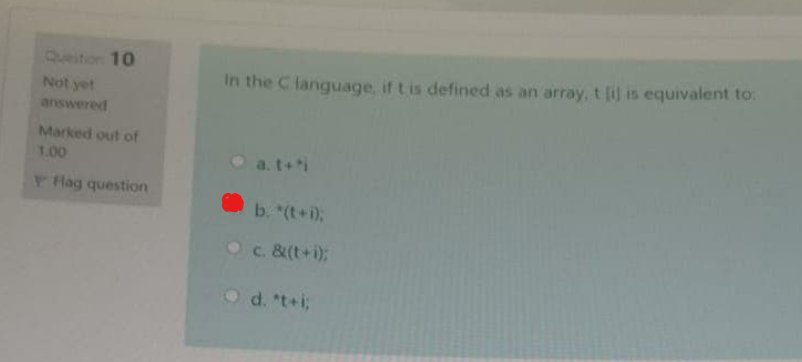 Question 10
Not yet
answered
Marked out of
1.00
Flag question
In the C language, if t is defined as an array, t [i] is equivalent to:
a. t+*i
b. *(t+i);
c. &(t+i);
d. *t+i;